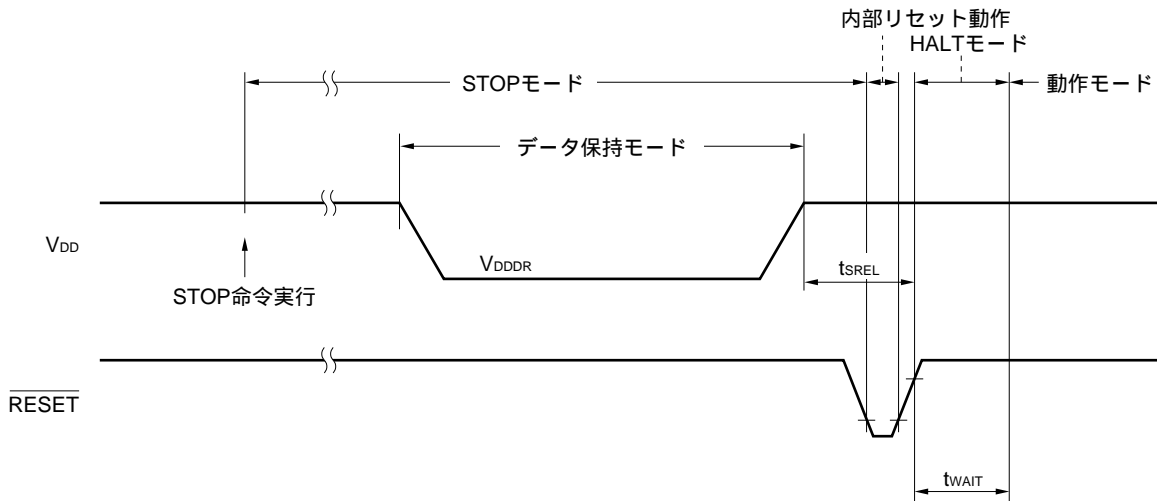 内部リセット動作
HALTモード
STOPモード
動作モード
データ保持モード
VDD
VDDDR
tSREL
STOP命令実行
RESET
tWAIT